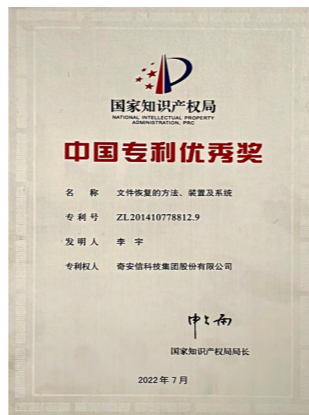 国家知识产权局
NATIONAL INTELLECTUAL PROPERTY
ADMINISTRATION, PRC
中国专利优秀奖
名 称 文件恢复的方法、装置及系统
专 利 号 ZL201410778812.9
发 明 人 李宇
专利权人 奇安信科技集团股份有限公司
申长雨
国家知识产权局局长
2022年7月